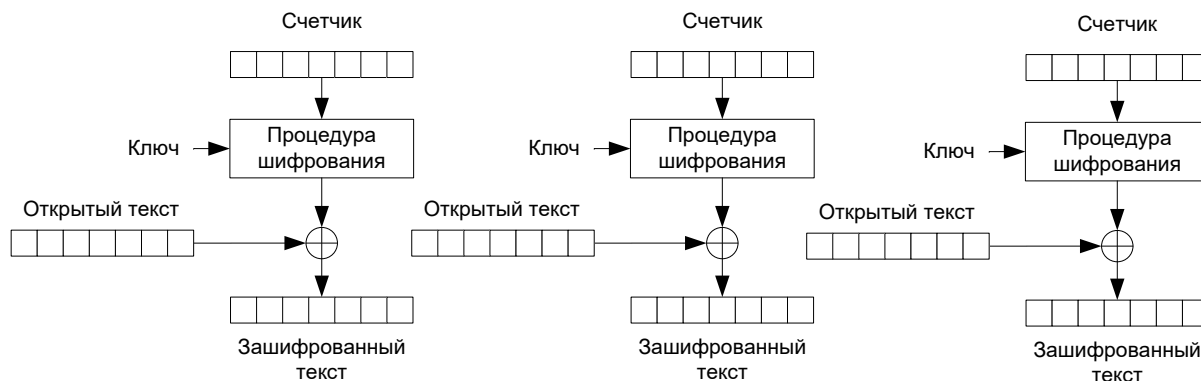 Счетчик
Ключ
Процедура
шифрования
Открытый текст
Зашифрованный
текст
Счетчик
Ключ
Процедура
шифрования
Открытый текст
Зашифрованный
текст
Счетчик
Ключ
Процедура
шифрования
Открытый текст
Зашифрованный
текст